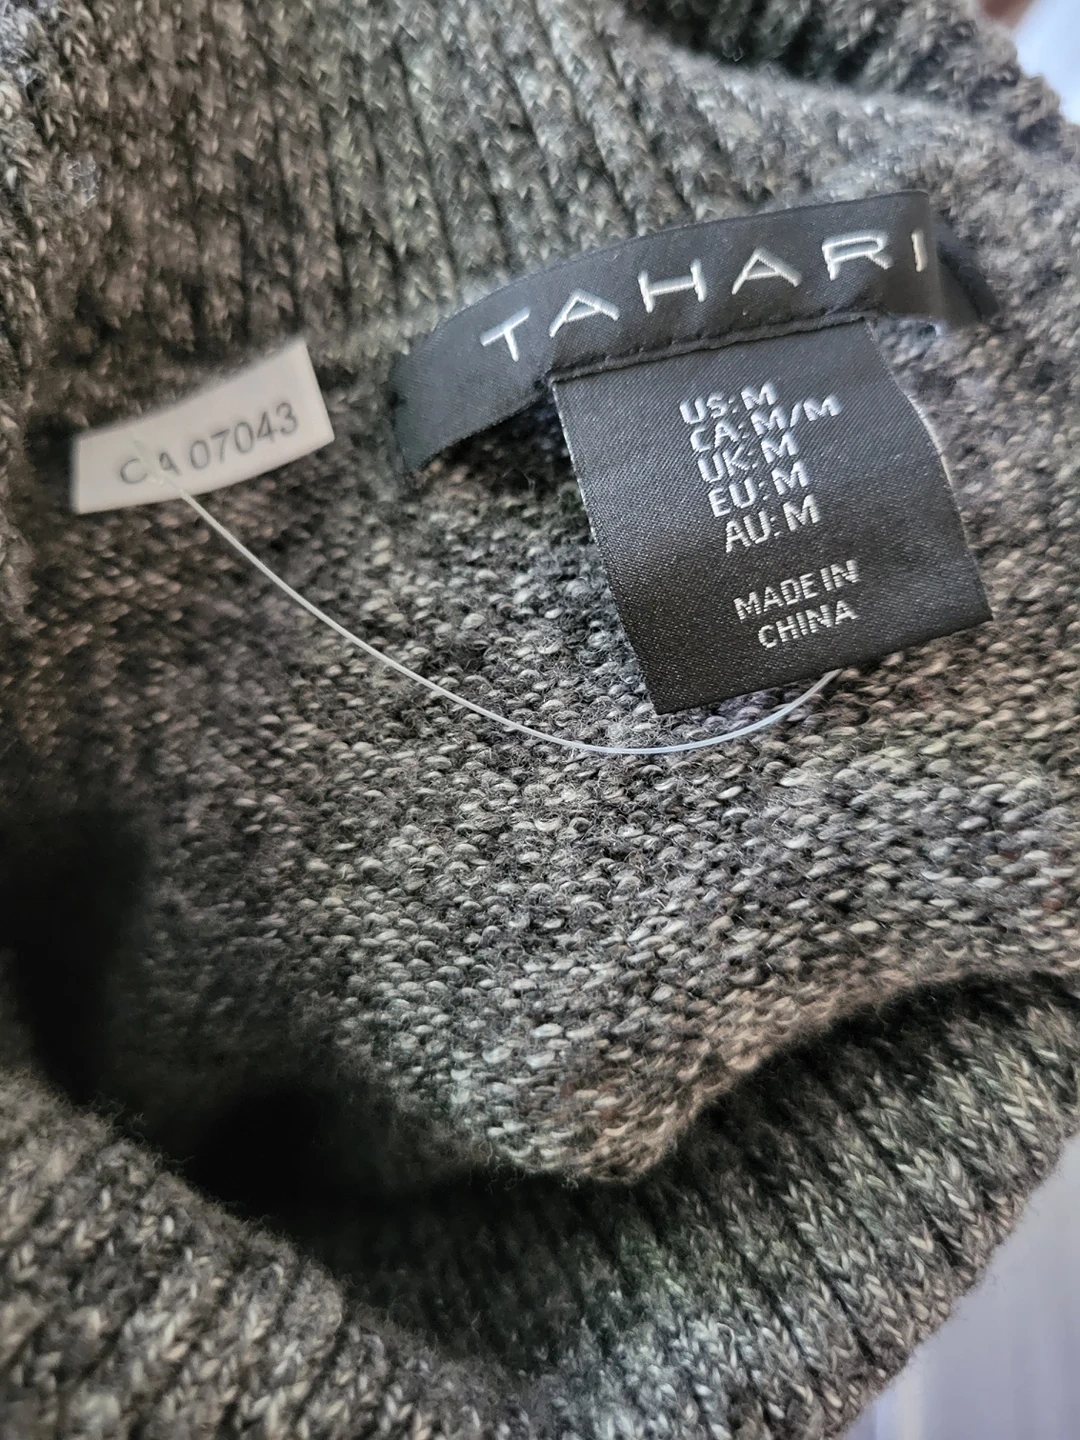 TAHARI
CA 07043
US: M
CA: M/M
UK: M
EU: M
AU: M
MADE IN
CHINA